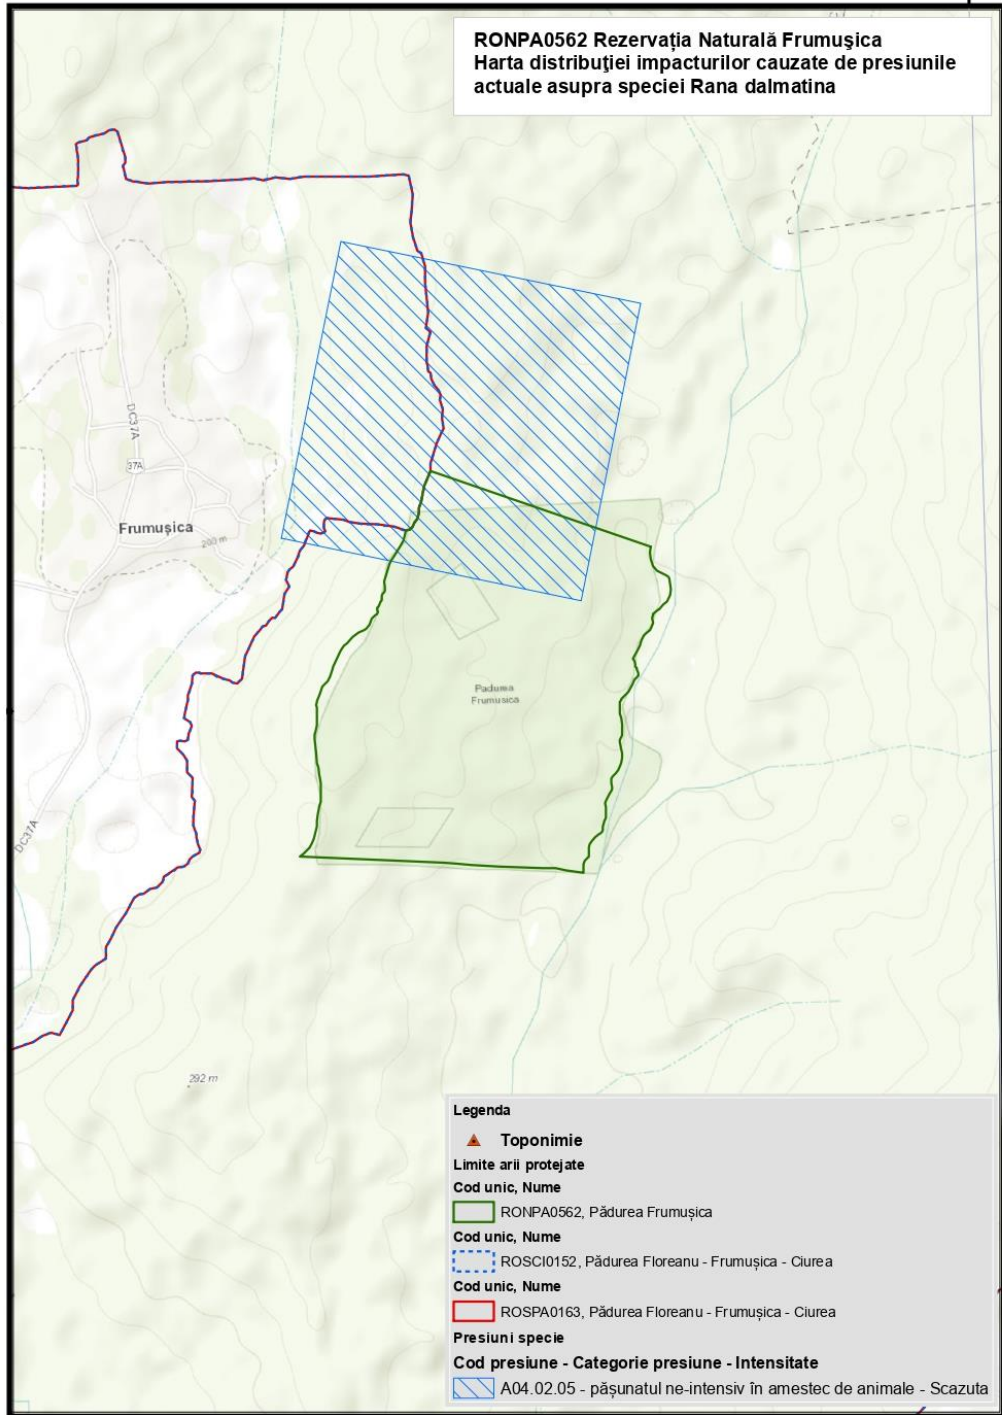 RONPA0562 Rezervația Naturală Frumușica
Harta distribuţiei impacturilor cauzate de presiunile
actuale asupra speciei Rana dalmatina
DC37A
37A
Frumușica
200 m
Padurea
Frumusica
DC37A
292 m
Legenda
Toponimie
Limite arii protejate
Cod unic, Nume
RONPA0562, Pădurea Frumușica
Cod unic, Nume
ROSCI0152, Pădurea Floreanu - Frumușica - Ciurea
Cod unic, Nume
ROSPA0163, Pădurea Floreanu - Frumușica - Ciurea
Presiuni specie
Cod presiune - Categorie presiune - Intensitate
A04.02.05 - pășunatul ne-intensiv în amestec de animale - Scazuta